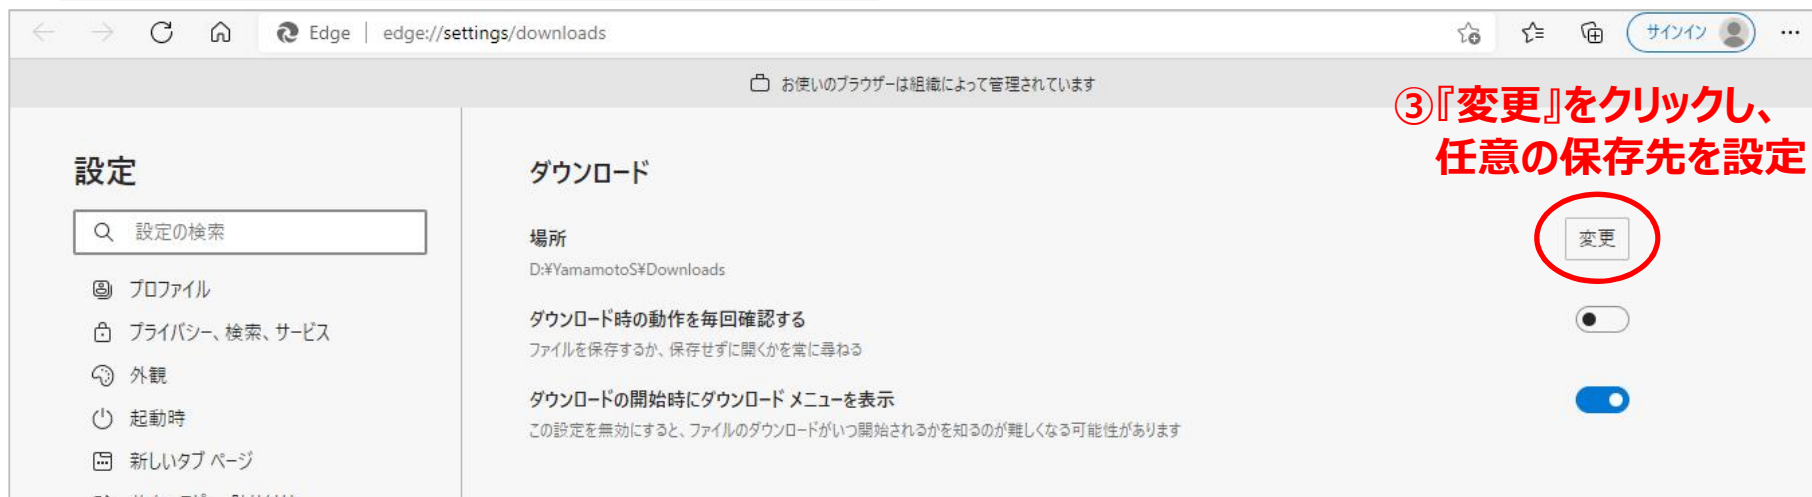 Edge | edge://settings/downloads
サインイン
お使いのブラウザーは組織によって管理されています
③『変更』をクリックし、
任意の保存先を設定
設定
設定の検索
プロファイル
プライバシー、検索、サービス
外観
起動時
新しいタブ ページ
ダウンロード
場所
変更
D:¥YamamotoS¥Downloads
ダウンロード時の動作を毎回確認する
ファイルを保存するか、保存せずに開くかを常に尋ねる
ダウンロードの開始時にダウンロード メニューを表示
この設定を無効にすると、ファイルのダウンロードがいつ開始されるかを知るのが難しくなる可能性があります